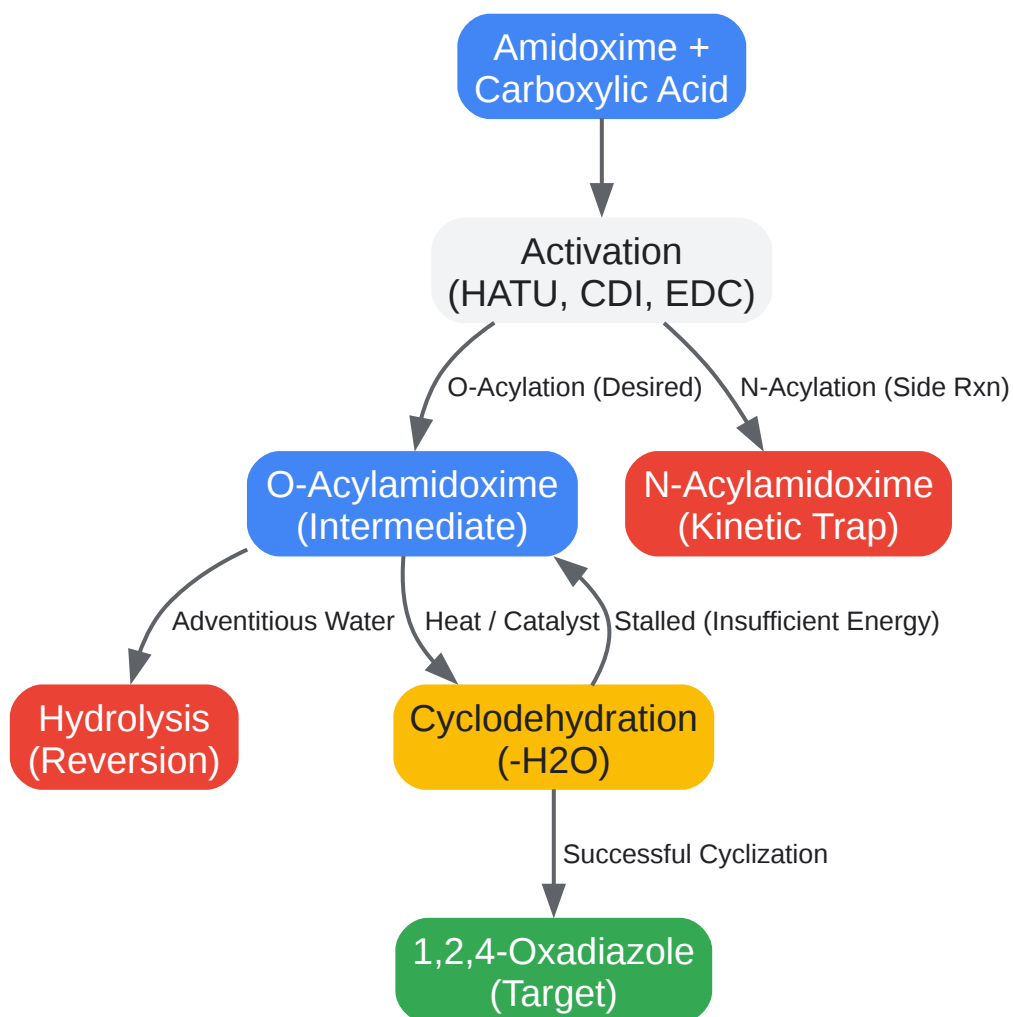 Amidoxime +
Carboxylic Acid
Activation
(HATU, CDI, EDC)
O-Acylation (Desired)
N-Acylation (Side Rxn)
O-Acylamidoxime
(Intermediate)
N-Acylamidoxime
(Kinetic Trap)
Adventitious Water
Heat / Catalyst
Stalled (Insufficient Energy)
Hydrolysis
(Reversion)
Cyclodehydration
(-H2O)
Successful Cyclization
1,2,4-Oxadiazole
(Target)